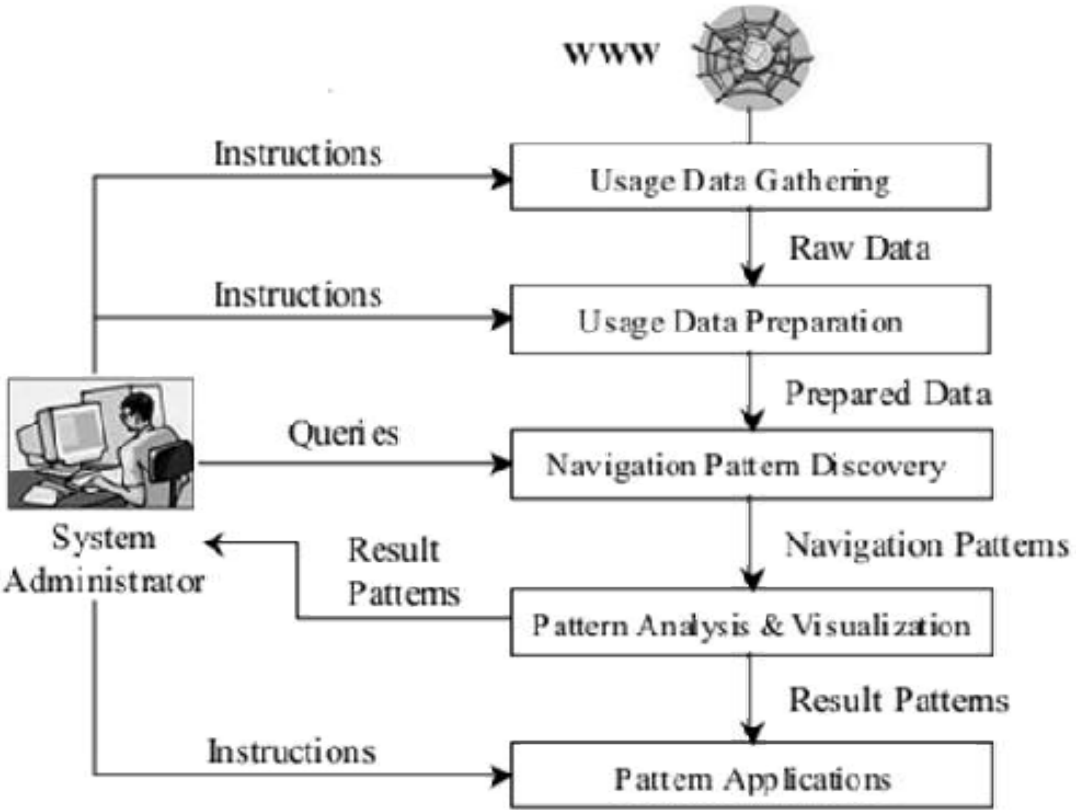 WWW
Instructions
Usage Data Gathering
Raw Data
Instructions
Usage Data Preparation
Prepared Data
Queries
Navigation Pattern Discovery
System
Administrator
Result
Patterns
Navigation Patterns
Pattern Analysis & Visualization
Result Patterns
Instructions
Pattern Applications